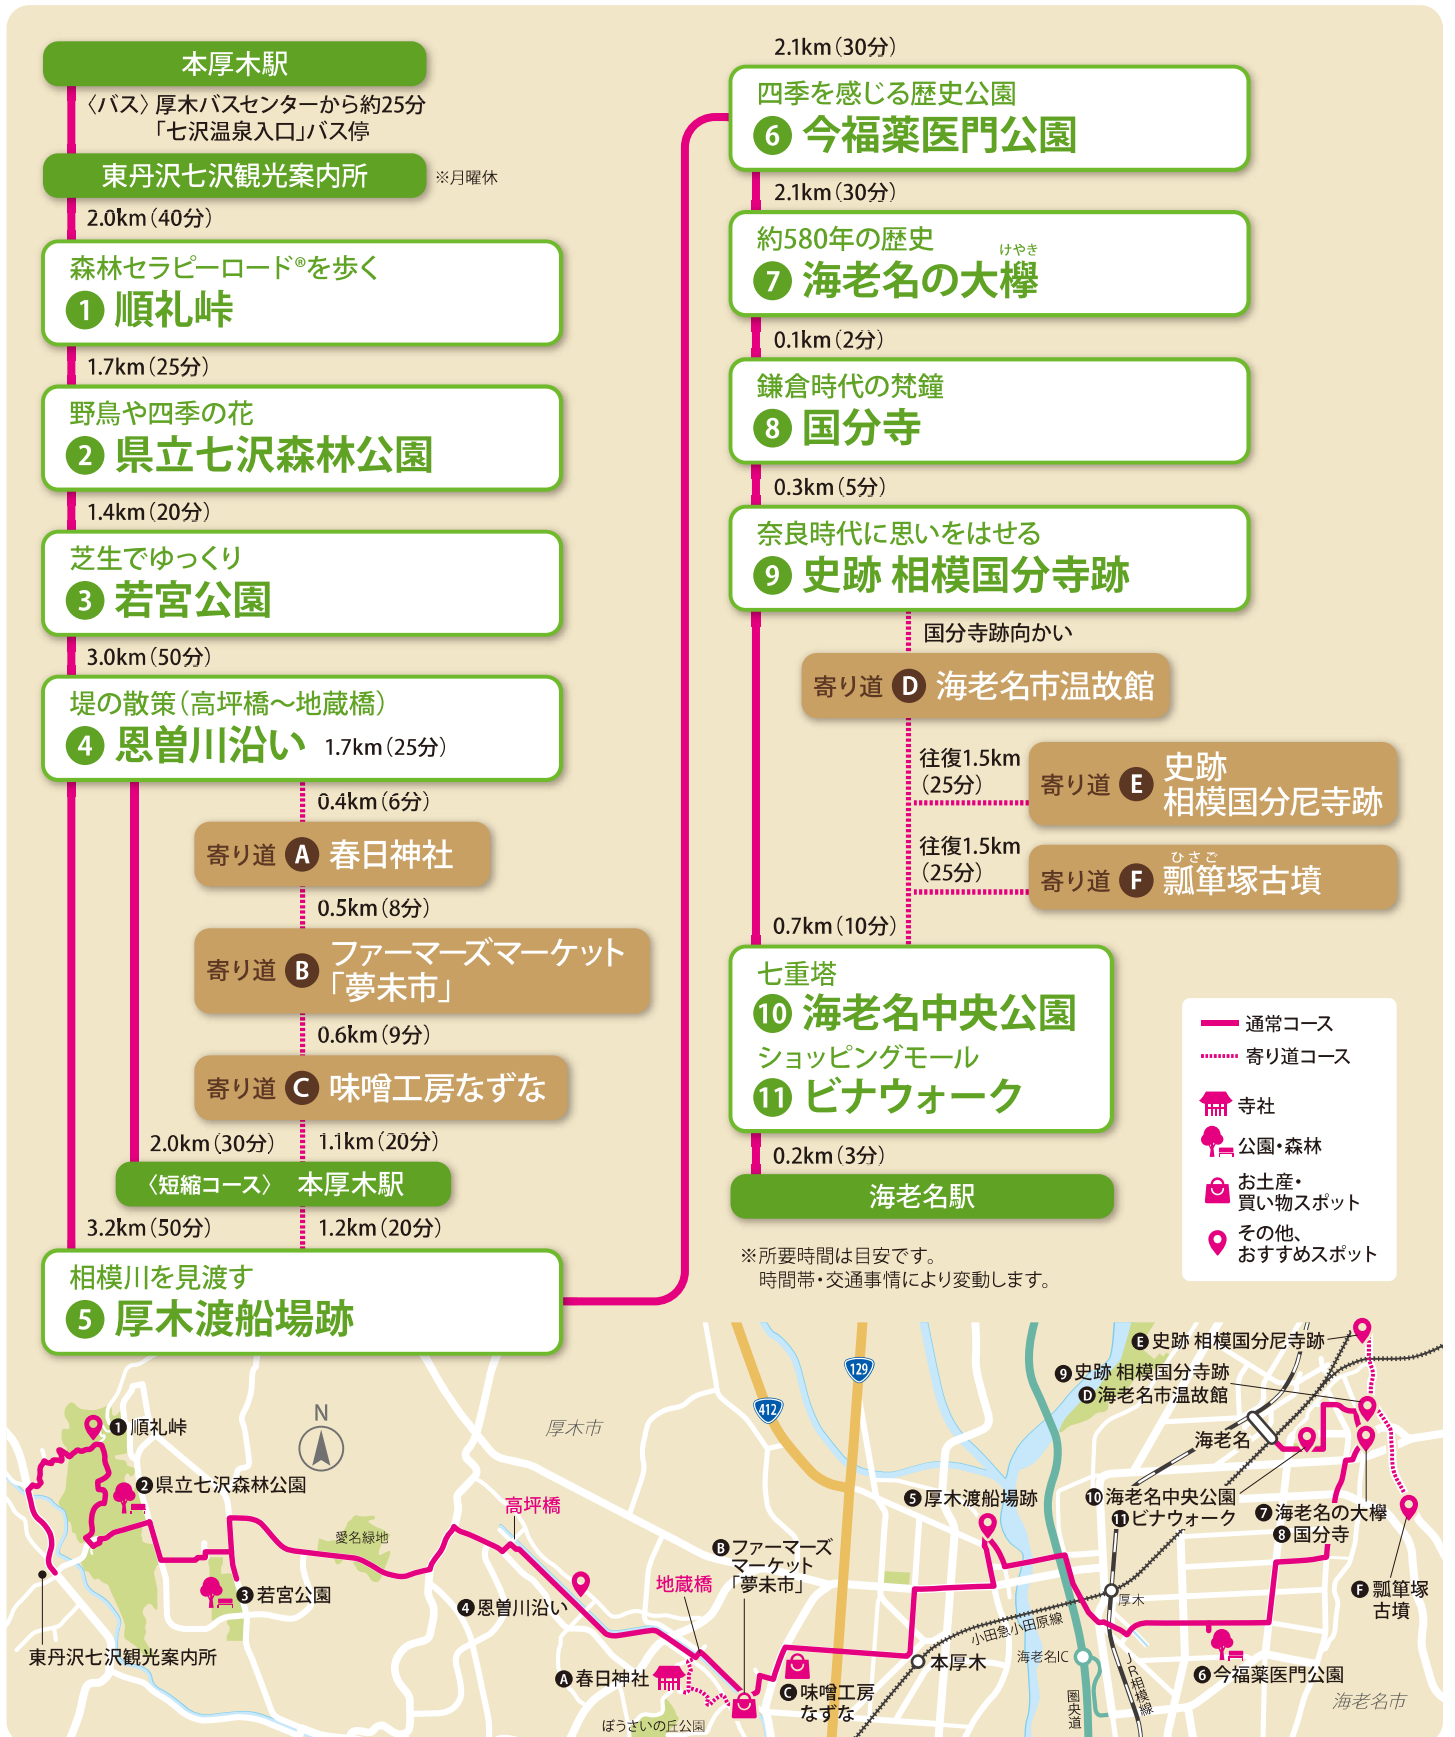 本厚木駅
〈バス〉厚木バスセンターから約25分
「七沢温泉入口」バス停
東丹沢七沢観光案内所
※月曜休
2.0km(40分)
森林セラピーロード®を歩く
1 順礼峠
1.7km(25分)
野鳥や四季の花
2 県立七沢森林公園
1.4km(20分)
芝生でゆっくり
3 若宮公園
3.0km(50分)
堤の散策(高坪橋〜地蔵橋)
4 恩曽川沿い 1.7km(25分)
0.4km(6分)
寄り道 A 春日神社
0.5km(8分)
寄り道 B ファーマーズマーケット
「夢未市」
0.6km(9分)
寄り道 C 味噌工房なずな
2.0km(30分)
1.1km(20分)
〈短縮コース〉 本厚木駅
3.2km(50分)
1.2km(20分)
相模川を見渡す
5 厚木渡船場跡
2.1km(30分)
四季を感じる歴史公園
6 今福薬医門公園
2.1km(30分)
約580年の歴史
けやき
7 海老名の大欅
0.1km(2分)
鎌倉時代の梵鐘
8 国分寺
0.3km(5分)
奈良時代に思いをはせる
9 史跡 相模国分寺跡
国分寺跡向かい
寄り道 D 海老名市温故館
往復1.5km
(25分)
寄り道 E 史跡
相模国分尼寺跡
往復1.5km
(25分)
ひさご
寄り道 F 瓢箪塚古墳
0.7km(10分)
七重塔
10 海老名中央公園
ショッピングモール
11 ビナウォーク
0.2km(3分)
海老名駅
※所要時間は目安です。
時間帯・交通事情により変動します。
通常コース
寄り道コース
寺社
公園・森林
お土産・
買い物スポット
その他、
おすすめスポット
1 順礼峠
N
厚木市
2 県立七沢森林公園
愛名緑地
3 若宮公園
東丹沢七沢観光案内所
高坪橋
4 恩曽川沿い
地蔵橋
A 春日神社
ぼうさいの丘公園
B ファーマーズ
マーケット
「夢未市」
C 味噌工房
なずな
412
129
5 厚木渡船場跡
本厚木
小田急小田原線
海老名IC
圏央道
厚木
JR相模線
E 史跡 相模国分尼寺跡
9 史跡 相模国分寺跡
D 海老名市温故館
海老名
10 海老名中央公園
11 ビナウォーク
7 海老名の大欅
8 国分寺
F 瓢箪塚
古墳
6 今福薬医門公園
海老名市